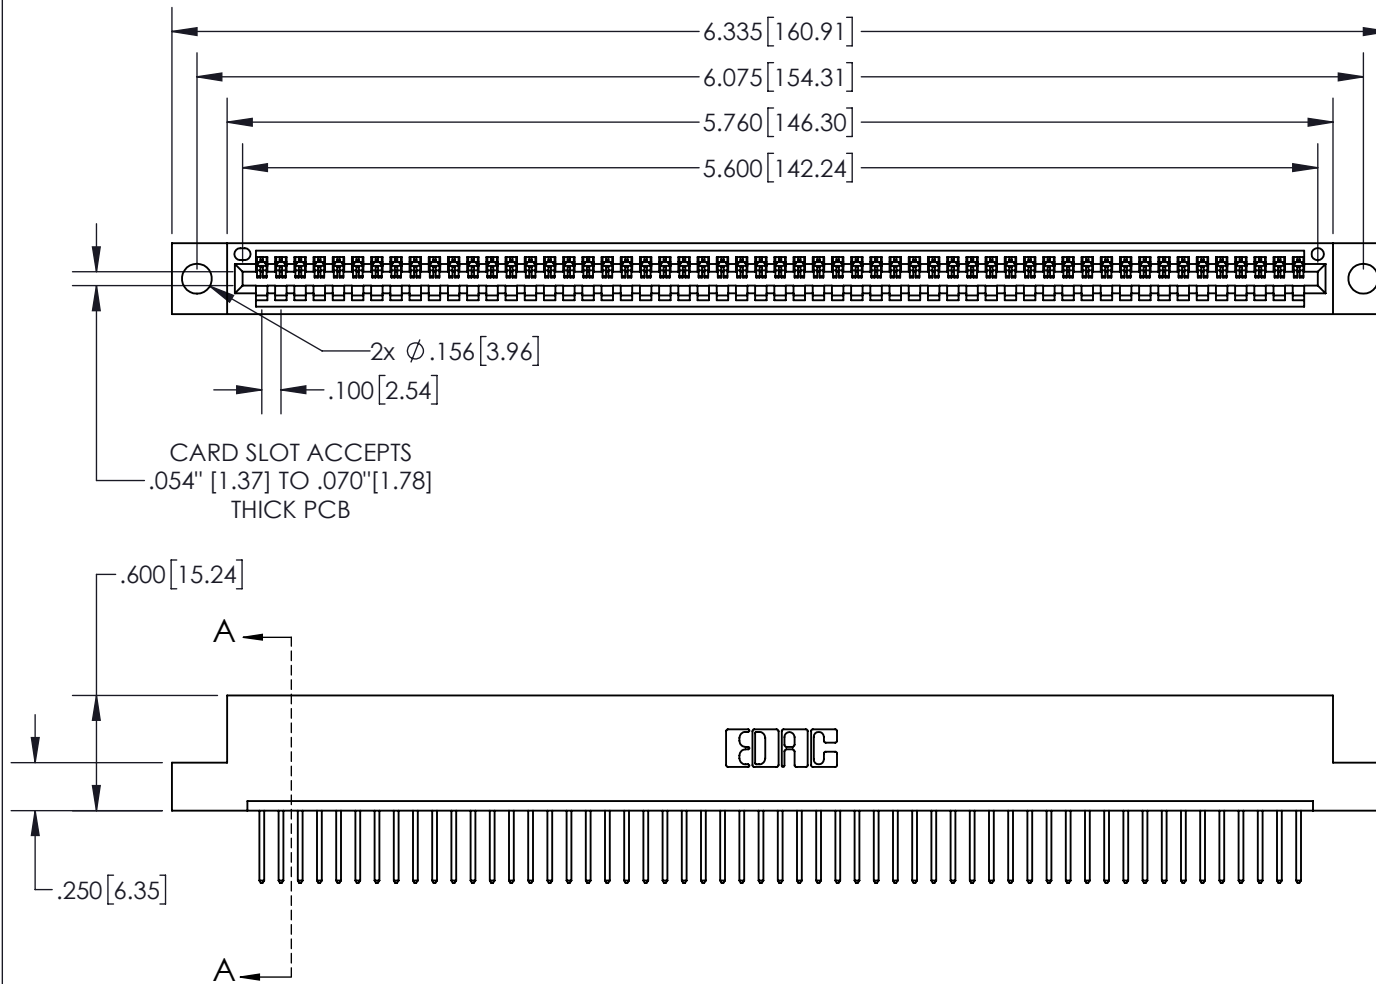 6.335[160.91]
6.075[154.31]
5.760[146.30]
5.600[142.24]
2x Ø.156[3.96]
.100[2.54]
CARD SLOT ACCEPTS
.054" [1.37] TO .070"[1.78]
THICK PCB
.600[15.24]
A
EDAC
.250[6.35]
A